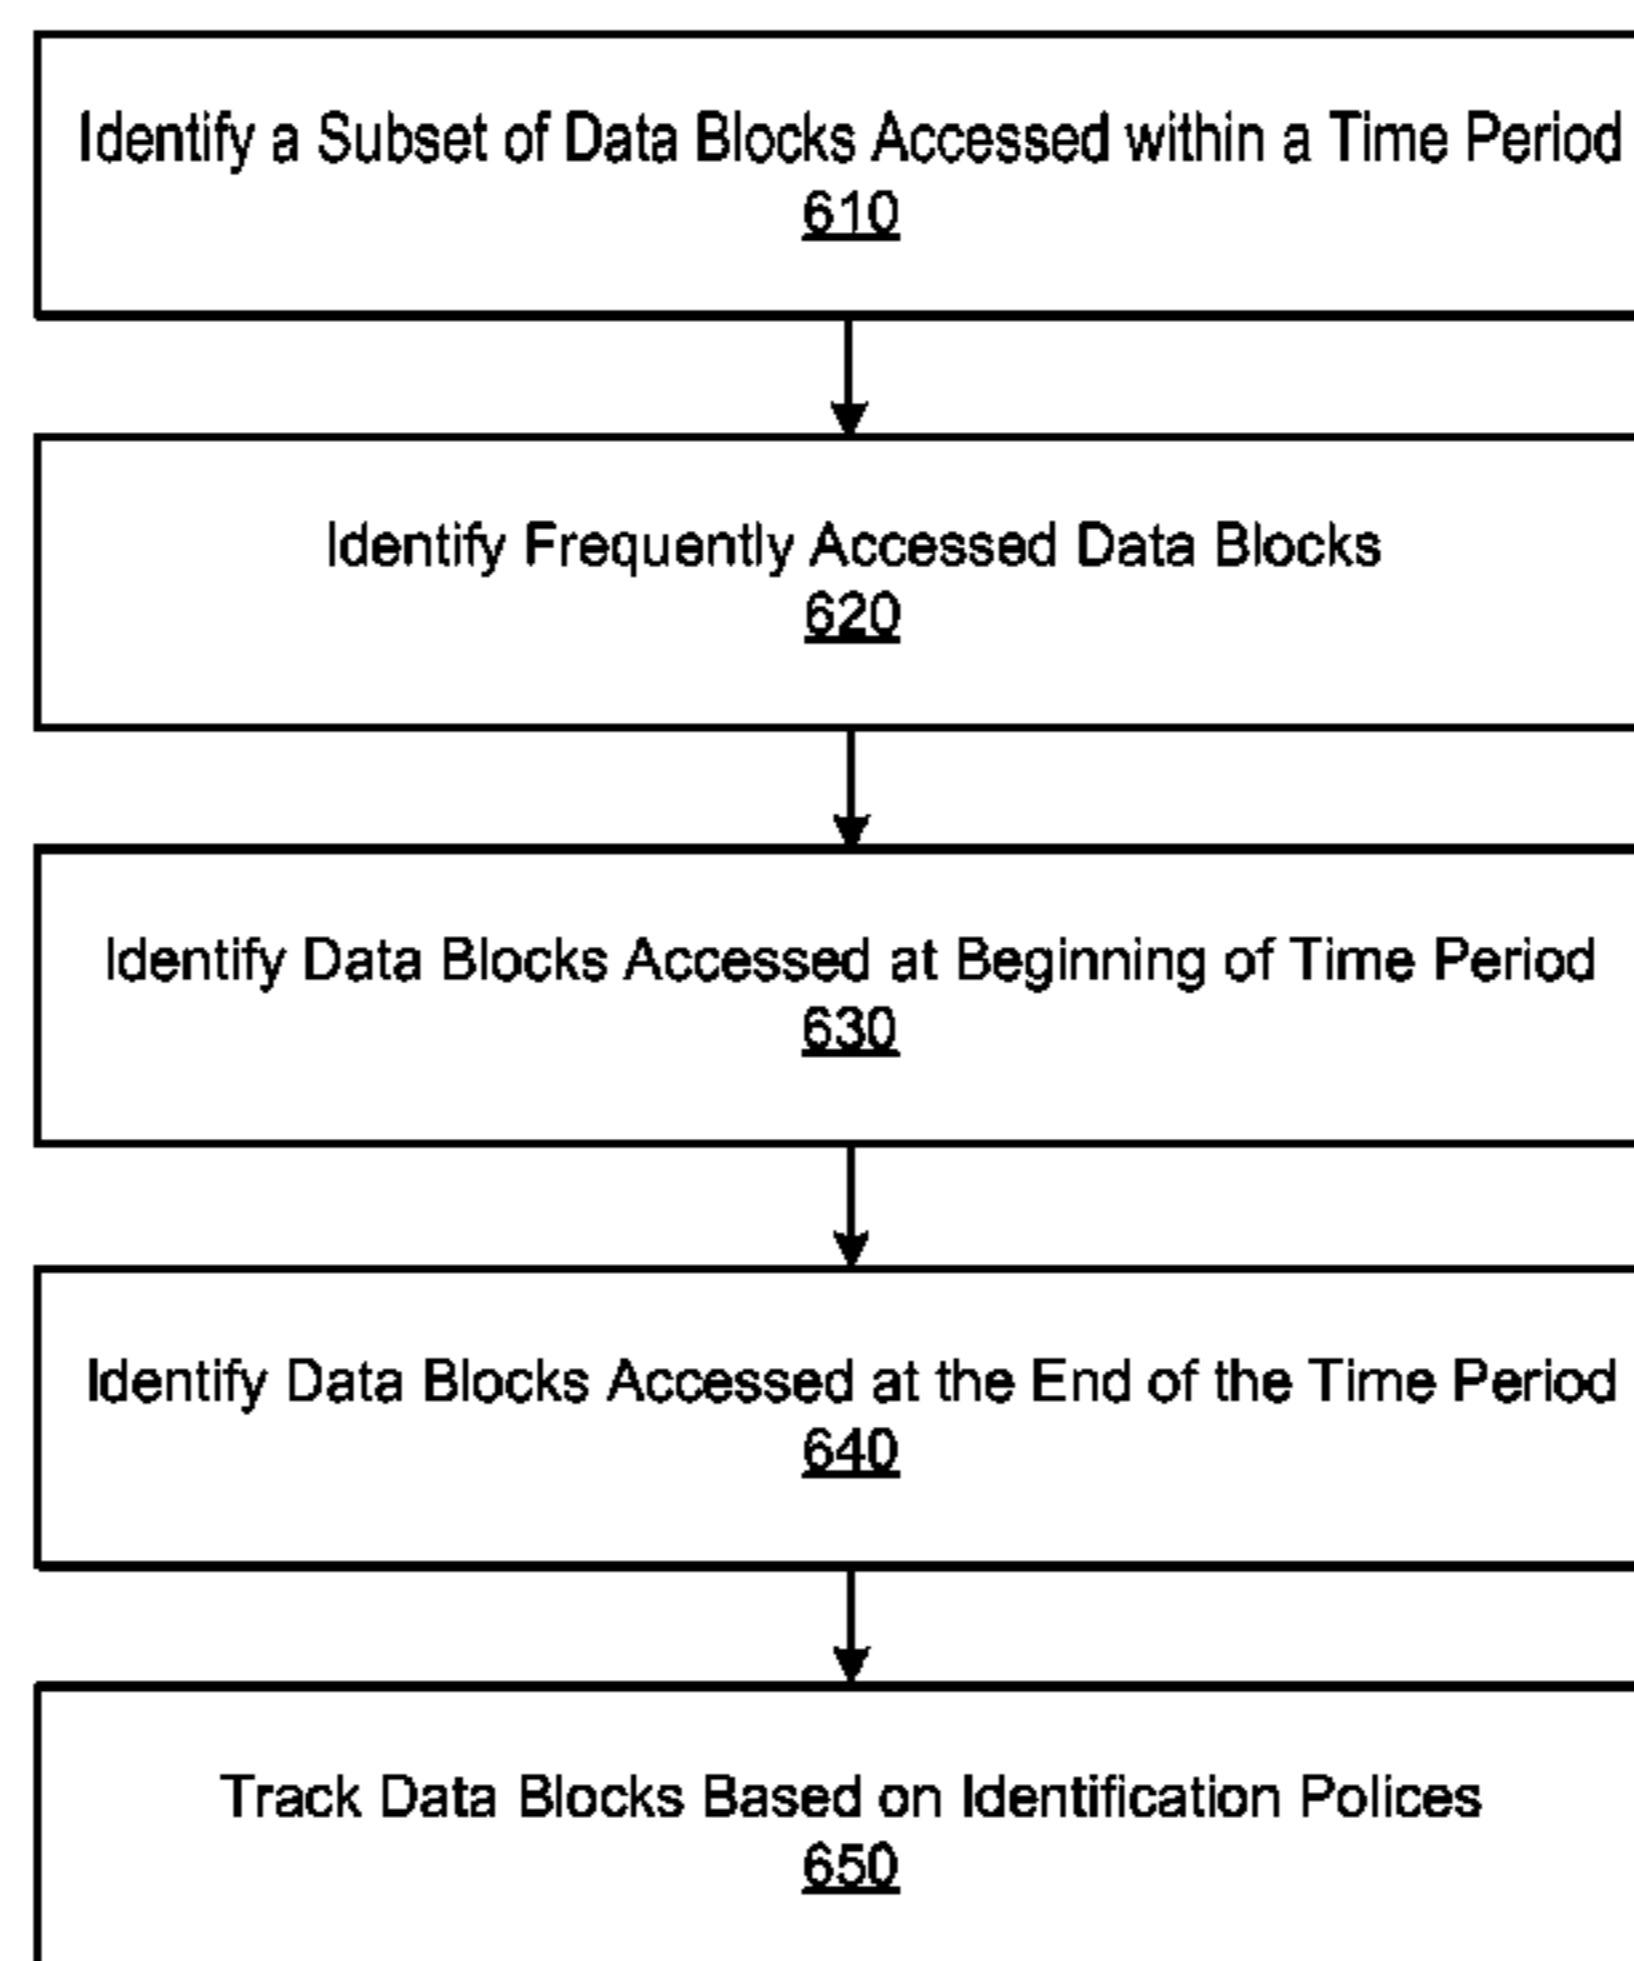 Identify a Subset of Data Blocks Accessed within a Time Period
610
Identify Frequently Accessed Data Blocks
620
Identify Data Blocks Accessed at Beginning of Time Period
630
Identify Data Blocks Accessed at the End of the Time Period
640
Track Data Blocks Based on Identification Polices
650